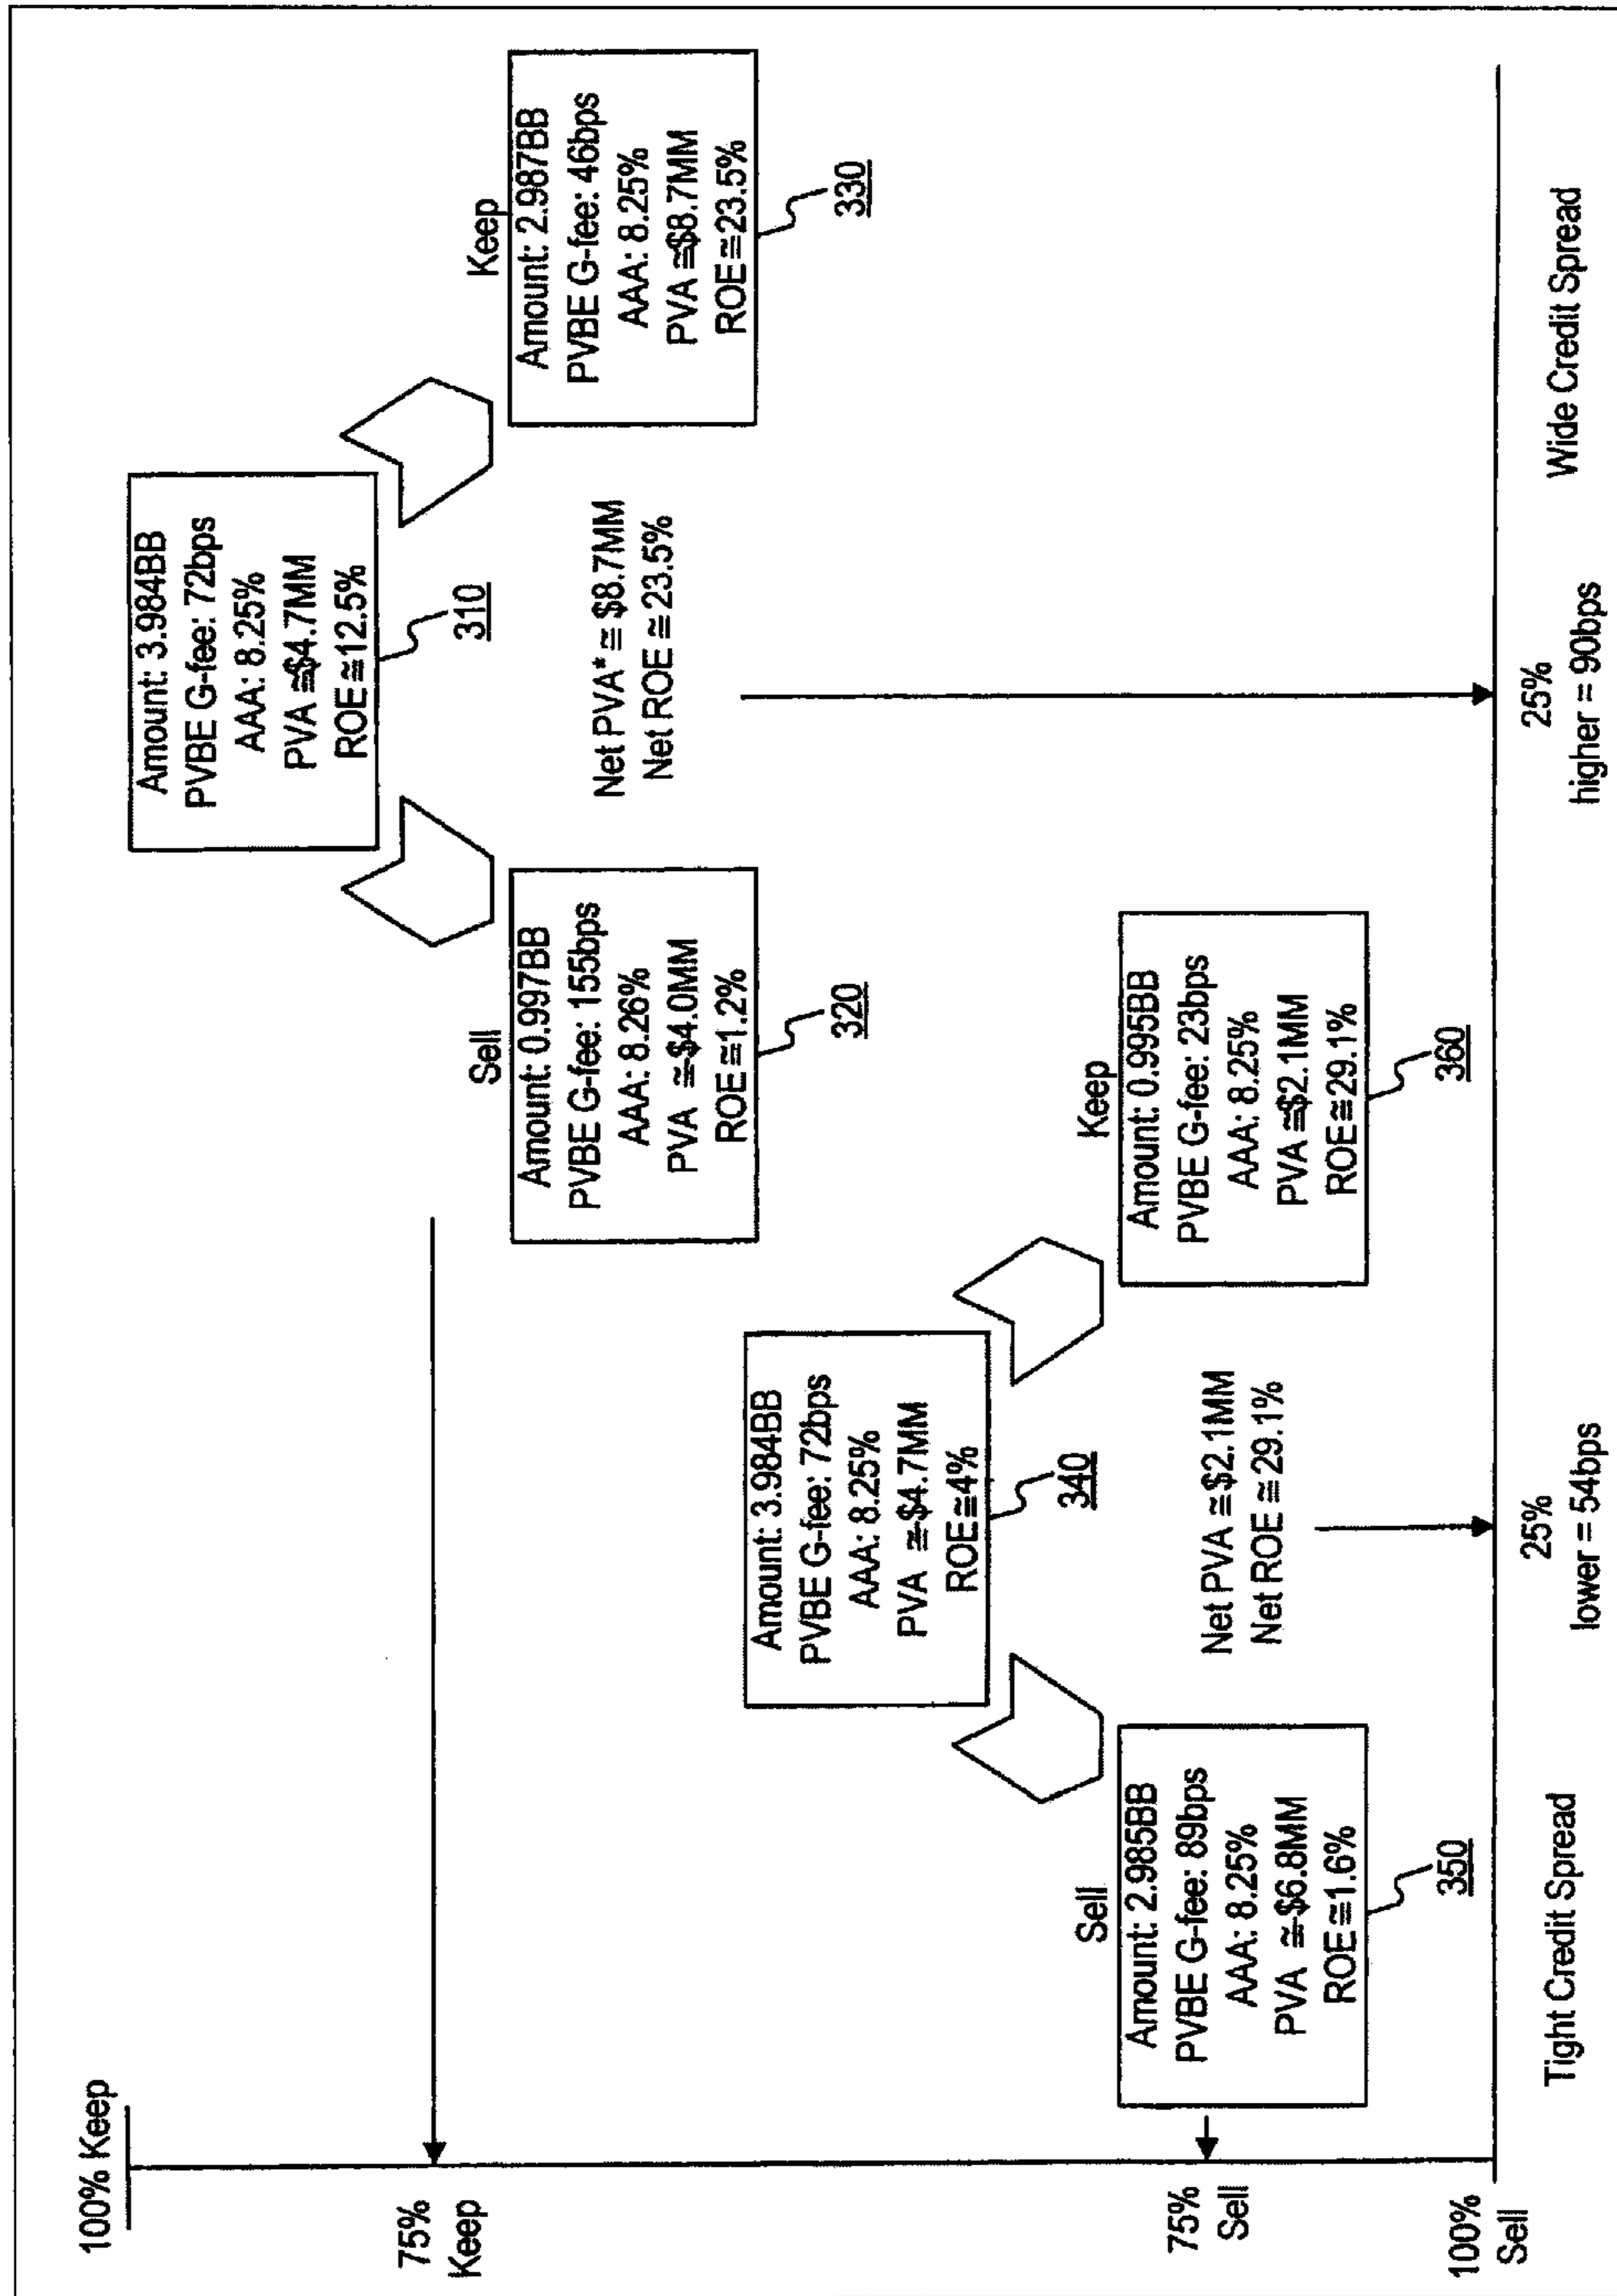 100% Keep
Amount: 3.984BB
PVBE G-fee: 72bps
AAA: 8.25%
PVA ≅$4.7MM
ROE≅12.5%
310
75%
Keep
Sell
Amount: 0.997BB
PVBE G-fee: 155bps
AAA: 8.26%
PVA ≅-$4.0MM
ROE≅1.2%
320
Net PVA* ≅ $8.7MM
Net ROE ≅ 23.5%
Keep
Amount: 2.987BB
PVBE G-fee: 46bps
AAA: 8.25%
PVA ≅$8.7MM
ROE≅23.5%
330
Amount: 3.984BB
PVBE G-fee: 72bps
AAA: 8.25%
PVA ≅-$4.7MM
ROE≅4%
340
75%
Sell
Sell
Amount: 2.985BB
PVBE G-fee: 89bps
AAA: 8.25%
PVA ≅-$6.8MM
ROE≅1.6%
350
Net PVA ≅$2.1MM
Net ROE ≅29.1%
Keep
Amount: 0.995BB
PVBE G-fee: 23bps
AAA: 8.25%
PVA ≅$2.1MM
ROE≅29.1%
360
100%
Sell
25%
lower = 54bps
25%
higher = 90bps
Tight Credit Spread
Wide Credit Spread